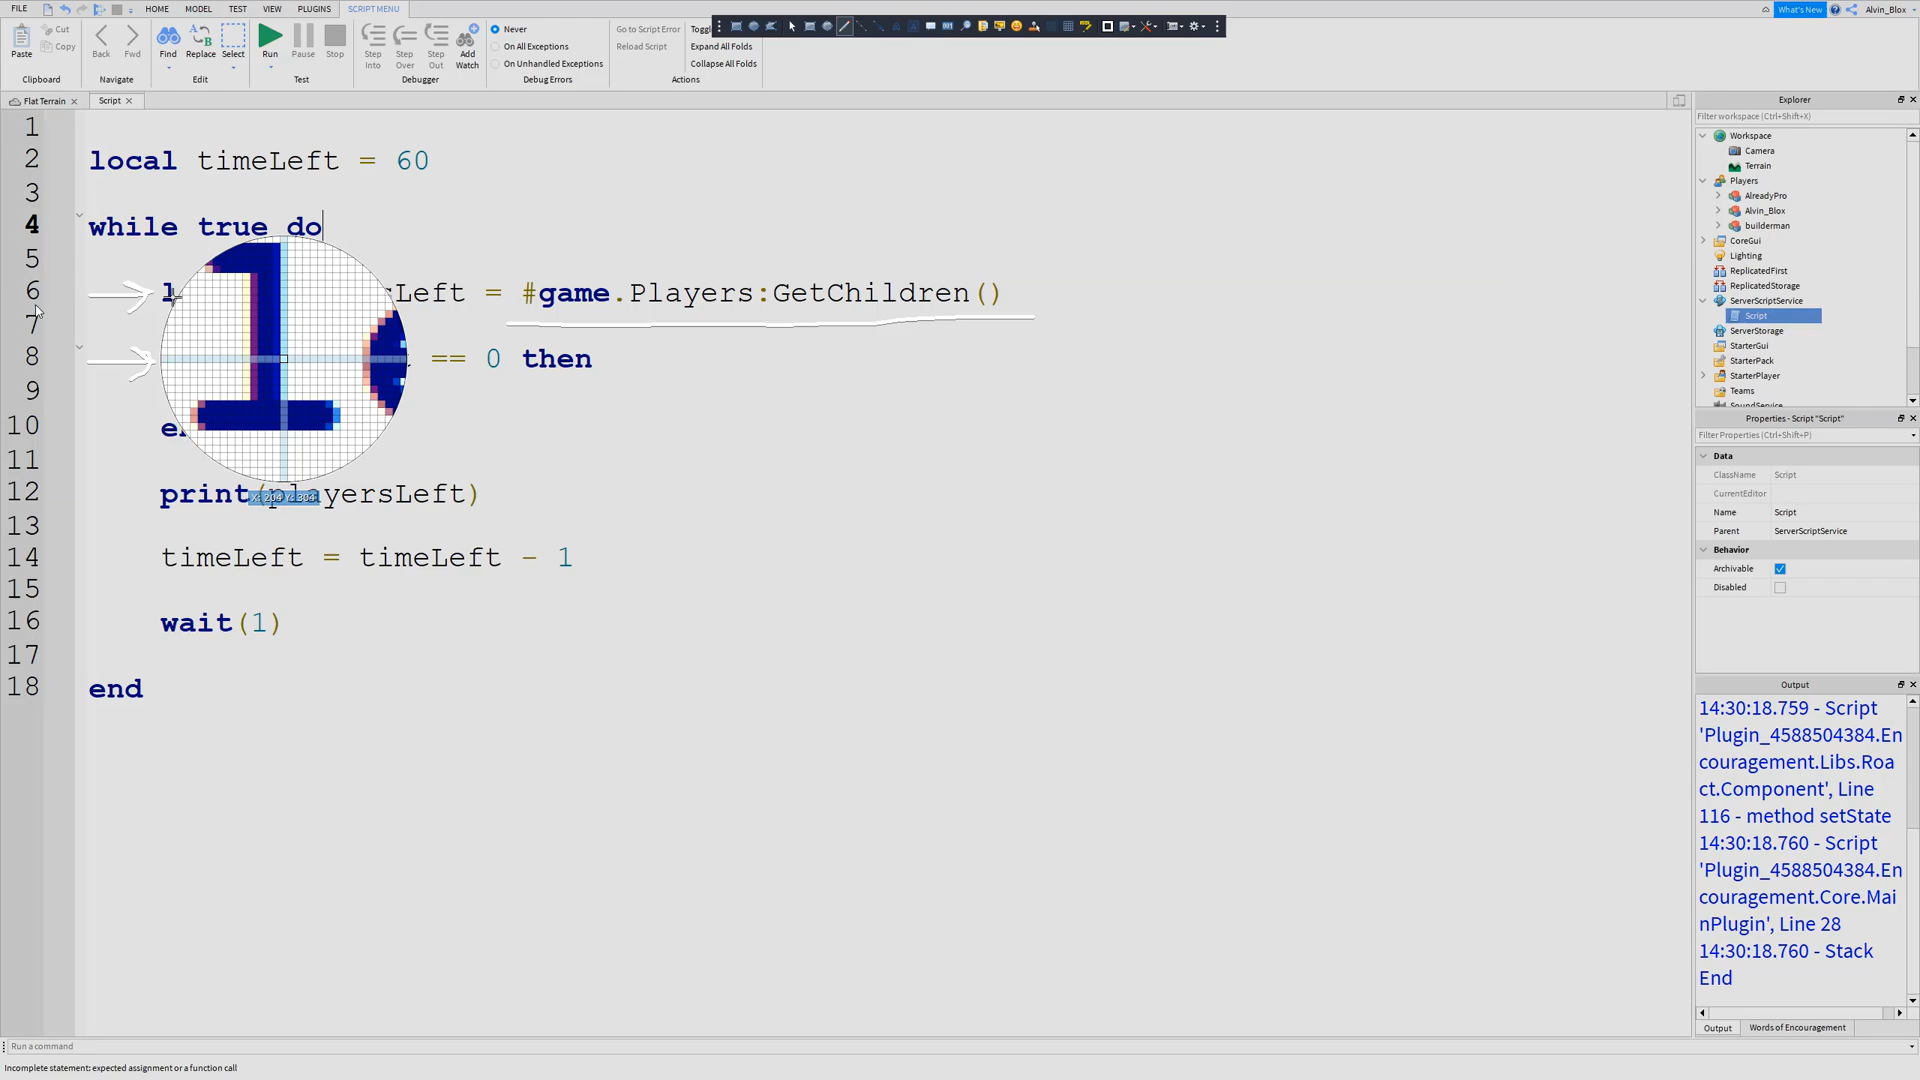 FILE HOME MODEL TEST VIEW PLUGINS SCRIPT MENU What's New Alvin_Blox
Paste Cut Copy Back Fwd Find Replace Select Run Pause Stop Step Into Step Over Step Out Add Watch
Never
On All Exceptions
On Unhandled Exceptions
Go to Script Error
Reload Script
Toggl
Expand All Folds
Collapse All Folds
Clipboard Navigate Edit Test Debugger Debug Errors Actions
Flat Terrain Script
1
2 local timeLeft = 60
3
4 while true do
5
6 sLeft = #game.Players:GetChildren()
7
8 == 0 then
9
10 e
11
12 print(playersLeft)
X: 204 Y: 304
13
14 timeLeft = timeLeft - 1
15
16 wait(1)
17
18 end
Explorer
Filter workspace (Ctrl+Shift+X)
Workspace
Camera
Terrain
Players
AlreadyPro
Alvin_Blox
builderman
CoreGui
Lighting
ReplicatedFirst
ReplicatedStorage
ServerScriptService
Script
ServerStorage
StarterGui
StarterPack
StarterPlayer
Teams
SoundService
Properties - Script "Script"
Filter Properties (Ctrl+Shift+P)
Data
ClassName Script
CurrentEditor
Name Script
Parent ServerScriptService
Behavior
Archivable
Disabled
Output
14:30:18.759 - Script
'Plugin_4588504384.En
couragement.Libs.Roa
ct.Component', Line
116 - method setState
14:30:18.760 - Script
'Plugin_4588504384.En
couragement.Core.Mai
nPlugin', Line 28
14:30:18.760 - Stack
End
Output Words of Encouragement
Run a command
Incomplete statement: expected assignment or a function call